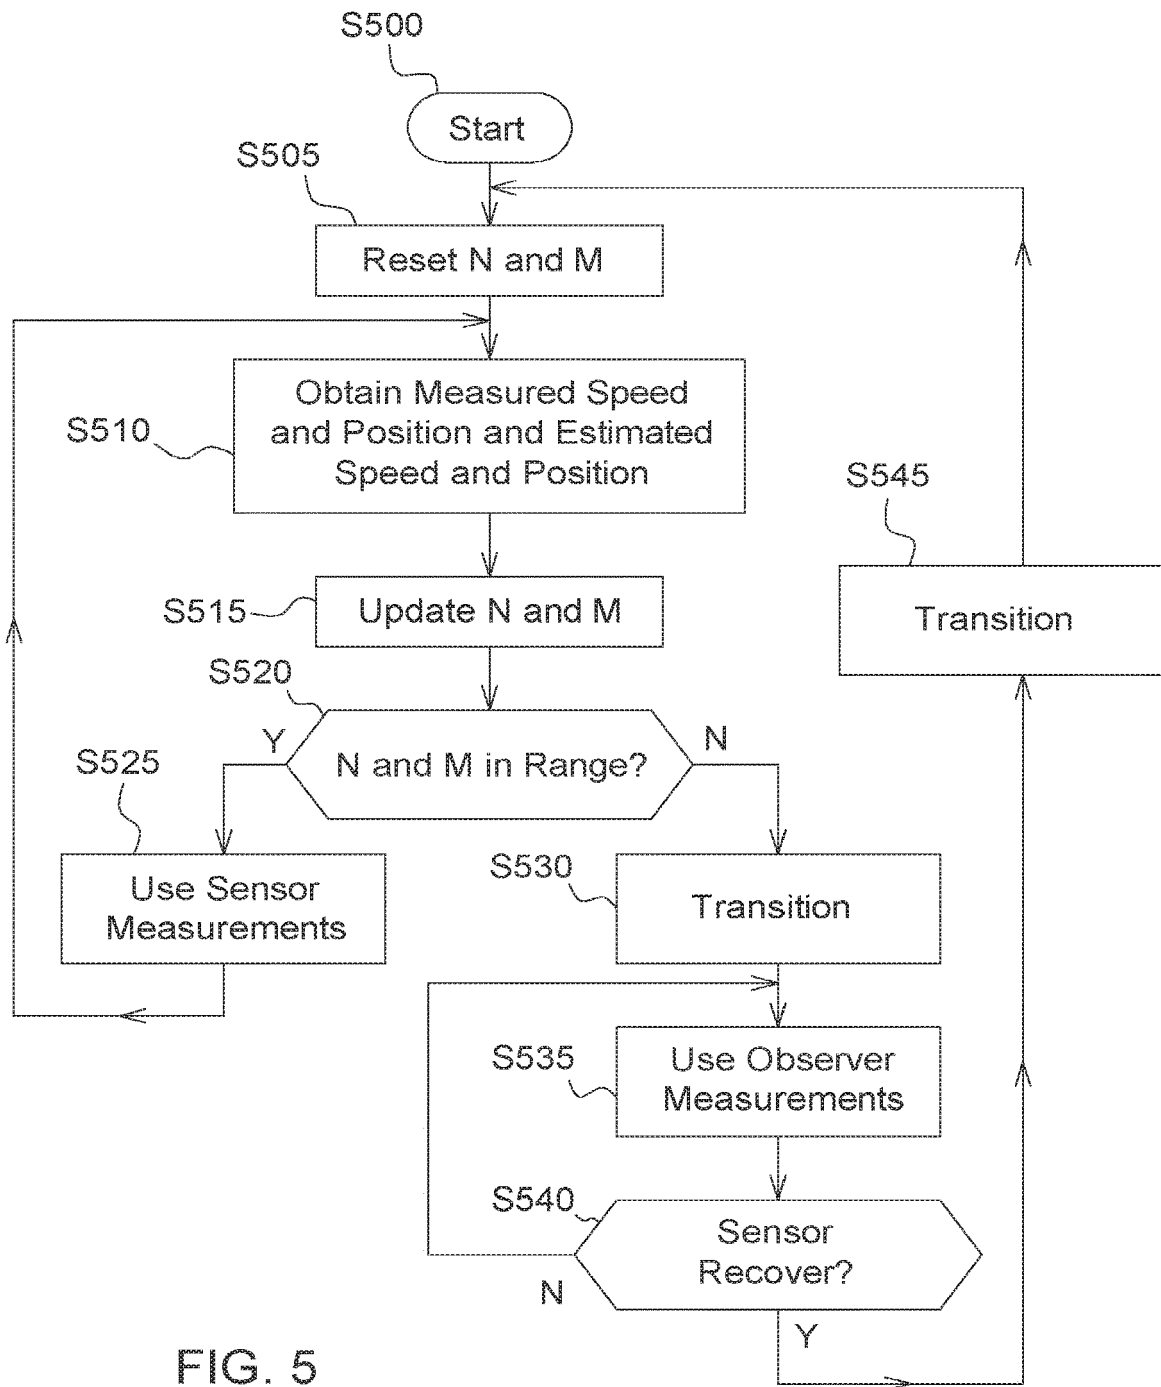 S500
Start
S505
Reset N and M
Obtain Measured Speed
and Position and Estimated
Speed and Position
S510
S545
Transition
S515
Update N and M
S520
Y
N
N and M in Range?
S525
Use Sensor
Measurements
S530
Transition
S535
Use Observer
Measurements
S540
Sensor
Recover?
N
Y
FIG. 5